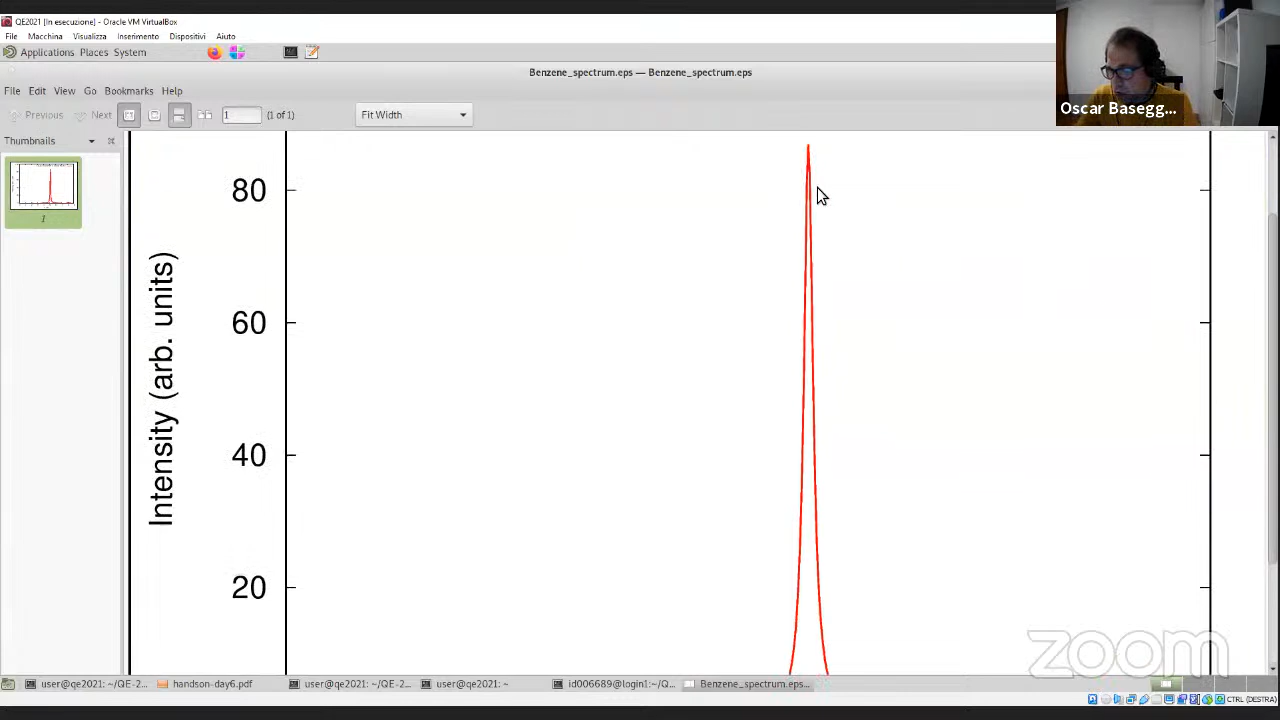 QE2021 [In esecuzione] - Oracle VM VirtualBox
File Macchina Visualizza Inserimento Dispositivi Aiuto
Applications Places System
Benzene_spectrum.eps — Benzene_spectrum.eps
File Edit View Go Bookmarks Help
Previous Next 1 (1 of 1) Fit Width
Oscar Basegg...
Thumbnails
1
80
60
40
20
Intensity (arb. units)
zoom
user@qe2021: ~/QE-2... handson-day6.pdf user@qe2021: ~/QE-2... user@qe2021: ~ id006689@login1:~/Q... Benzene_spectrum.eps...
CTRL (DESTRA)